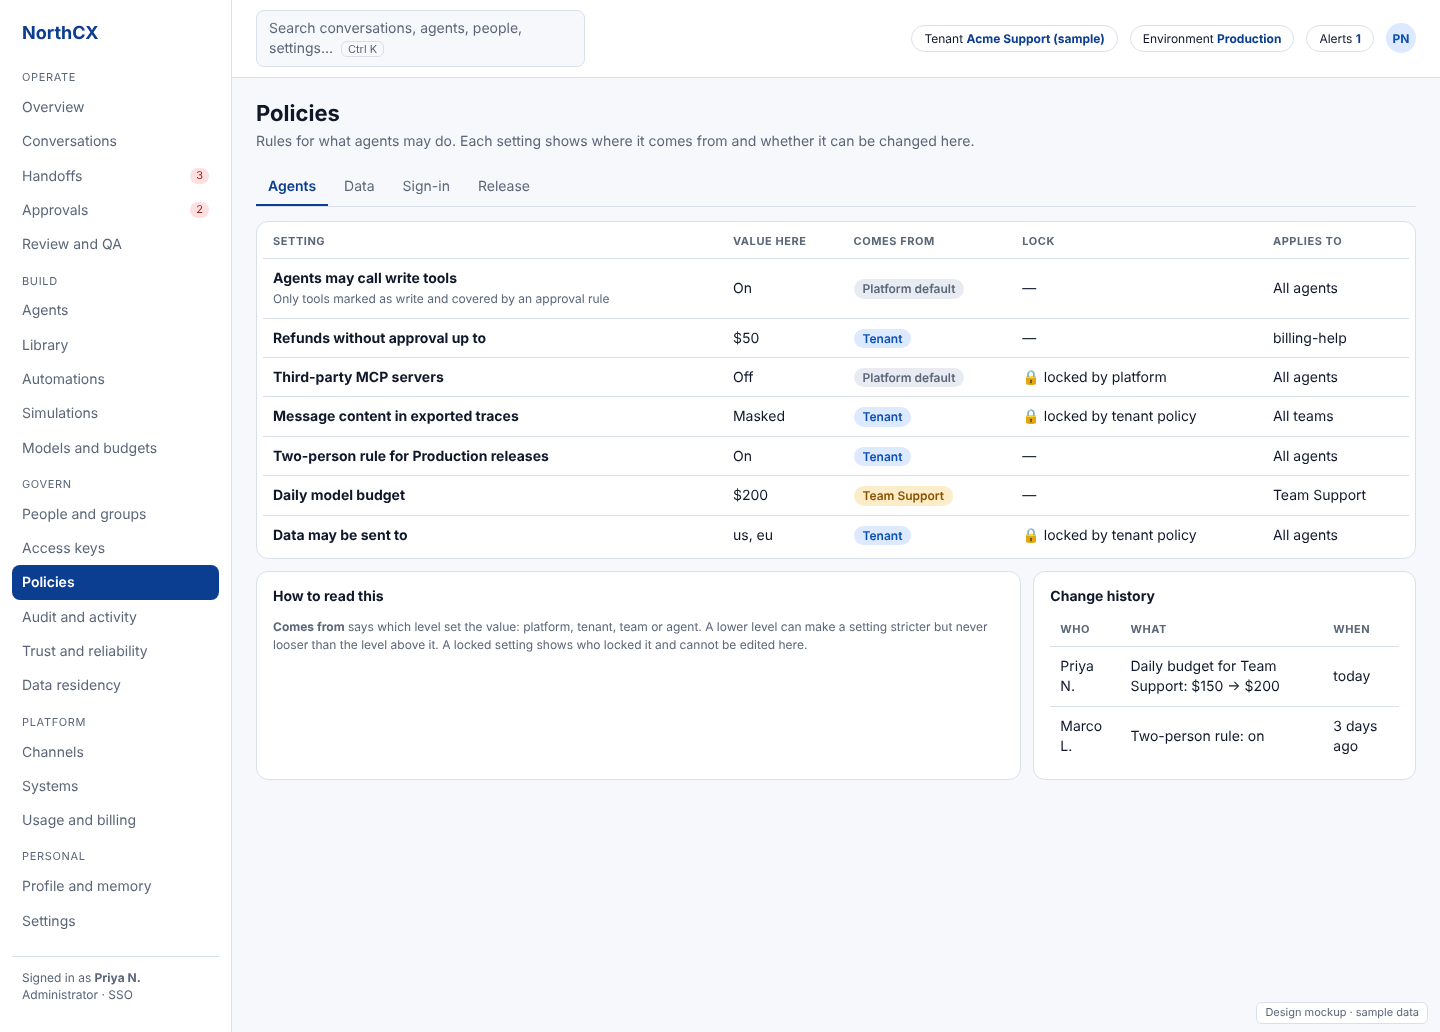 NorthCX
OPERATE
Overview
Conversations
Handoffs 3
Approvals 2
Review and QA
BUILD
Agents
Library
Automations
Simulations
Models and budgets
GOVERN
People and groups
Access keys
Policies
Audit and activity
Trust and reliability
Data residency
PLATFORM
Channels
Systems
Usage and billing
PERSONAL
Profile and memory
Settings
Signed in as Priya N.
Administrator · SSO
Search conversations, agents, people,
settings... Ctrl K
Tenant Acme Support (sample) Environment Production Alerts 1 PN
Policies
Rules for what agents may do. Each setting shows where it comes from and whether it can be changed here.
Agents Data Sign-in Release
SETTING VALUE HERE COMES FROM LOCK APPLIES TO
Agents may call write tools
Only tools marked as write and covered by an approval rule
On Platform default — All agents
Refunds without approval up to $50 Tenant — billing-help
Third-party MCP servers Off Platform default 🔒 locked by platform All agents
Message content in exported traces Masked Tenant 🔒 locked by tenant policy All teams
Two-person rule for Production releases On Tenant — All agents
Daily model budget $200 Team Support — Team Support
Data may be sent to us, eu Tenant 🔒 locked by tenant policy All agents
How to read this
Comes from says which level set the value: platform, tenant, team or agent. A lower level can make a setting stricter but never
looser than the level above it. A locked setting shows who locked it and cannot be edited here.
Change history
WHO WHAT WHEN
Priya
N.
Daily budget for Team
Support: $150 → $200
today
Marco
L.
Two-person rule: on
3 days
ago
Design mockup · sample data